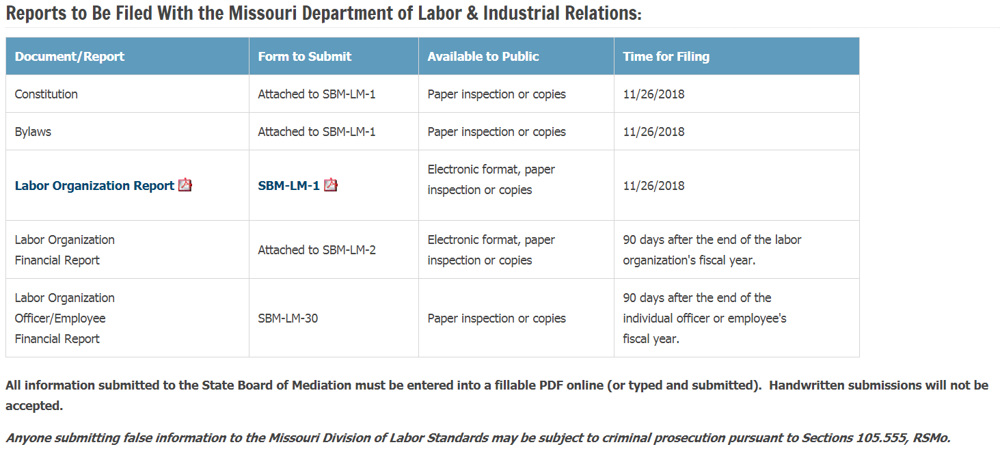 Reports to Be Filed With the Missouri Department of Labor & Industrial Relations:
Document/Report Form to Submit Available to Public Time for Filing
Constitution Attached to SBM-LM-1 Paper inspection or copies 11/26/2018
Bylaws Attached to SBM-LM-1 Paper inspection or copies 11/26/2018
Labor Organization Report SBM-LM-1 Electronic format, paper
inspection or copies 11/26/2018
Labor Organization
Financial Report Attached to SBM-LM-2 Electronic format, paper
inspection or copies 90 days after the end of the labor
organization's fiscal year.
Labor Organization
Officer/Employee
Financial Report SBM-LM-30 Paper inspection or copies 90 days after the end of the
individual officer or employee's
fiscal year.
All information submitted to the State Board of Mediation must be entered into a fillable PDF online (or typed and submitted).  Handwritten submissions will not be
accepted.
Anyone submitting false information to the Missouri Division of Labor Standards may be subject to criminal prosecution pursuant to Sections 105.555, RSMo.